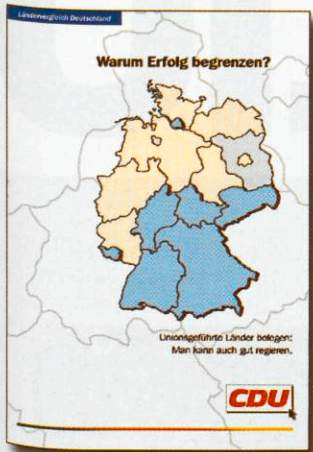 Ländervergleich Deutschland
Warum Erfolg begrenzen?
Unionsgeführte Länder belegen:
Man kann auch gut regieren.
CDU